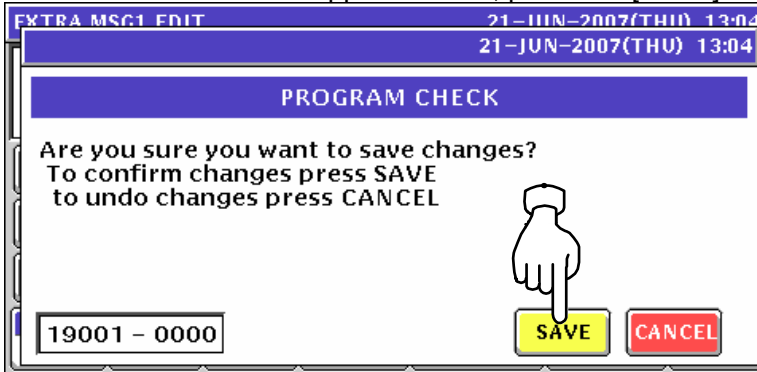 EXTRA MSG1 EDIT 21-JUN-2007(THU) 13:04
21-JUN-2007(THU) 13:04
PROGRAM CHECK
Are you sure you want to save changes?
To confirm changes press SAVE
to undo changes press CANCEL
19001 - 0000
SAVE CANCEL